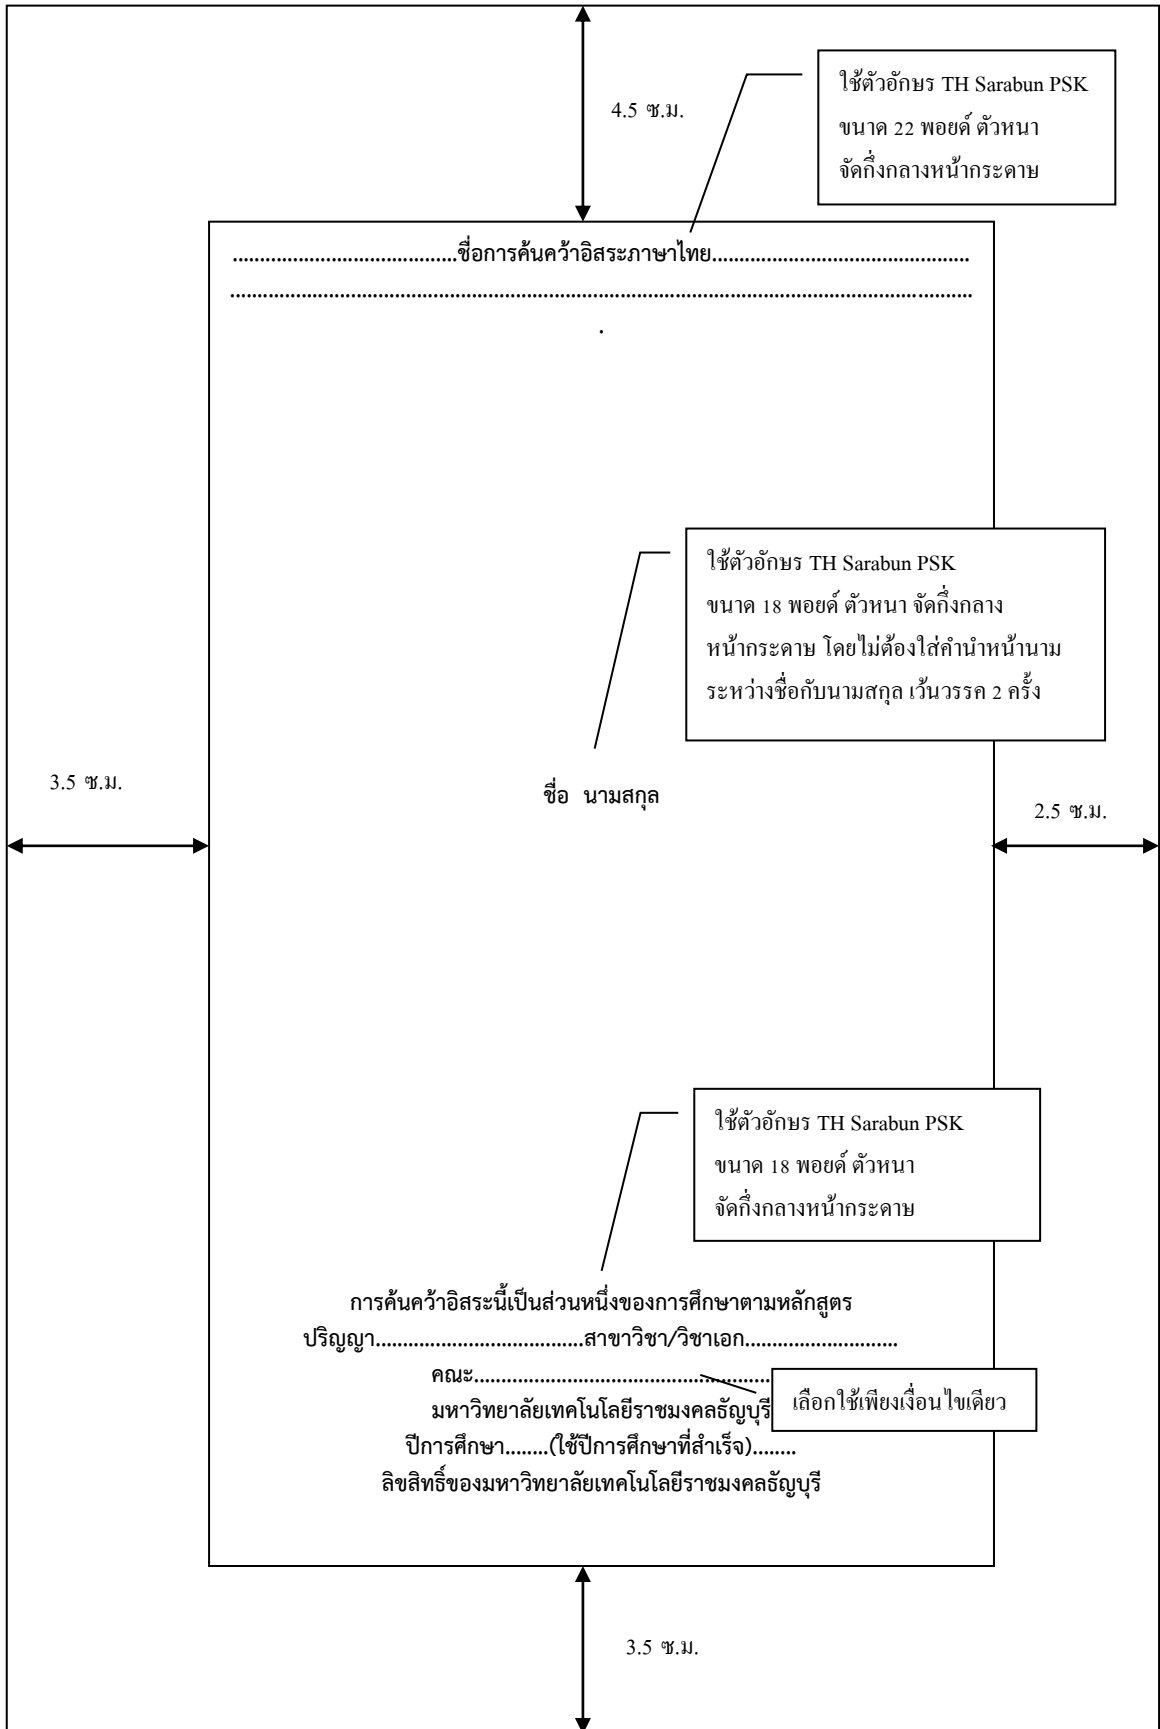 4.5 ซ.ม.
ใช้ตัวอักษร TH Sarabun PSK
ขนาด 22 พอยด์ ตัวหนา
จัดกึ่งกลางหน้ากระดาษ
.........................................ชื่อการค้นคว้าอิสระภาษาไทย...............................................
.......................................................................................................................................
.
ใช้ตัวอักษร TH Sarabun PSK
ขนาด 18 พอยด์ ตัวหนา จัดกึ่งกลาง
หน้ากระดาษ โดยไม่ต้องใส่คำนำหน้านาม
ระหว่างชื่อกับนามสกุล เว้นวรรค 2 ครั้ง
3.5 ซ.ม.
ชื่อ นามสกุล
2.5 ซ.ม.
ใช้ตัวอักษร TH Sarabun PSK
ขนาด 18 พอยด์ ตัวหนา
จัดกึ่งกลางหน้ากระดาษ
การค้นคว้าอิสระนี้เป็นส่วนหนึ่งของการศึกษาตามหลักสูตร
ปริญญา......................................สาขาวิชา/วิชาเอก............................
คณะ......................................................
เลือกใช้เพียงเงื่อนไขเดียว
มหาวิทยาลัยเทคโนโลยีราชมงคลธัญบุรี
ปีการศึกษา........(ใช้ปีการศึกษาที่สำเร็จ)........
ลิขสิทธิ์ของมหาวิทยาลัยเทคโนโลยีราชมงคลธัญบุรี
3.5 ซ.ม.